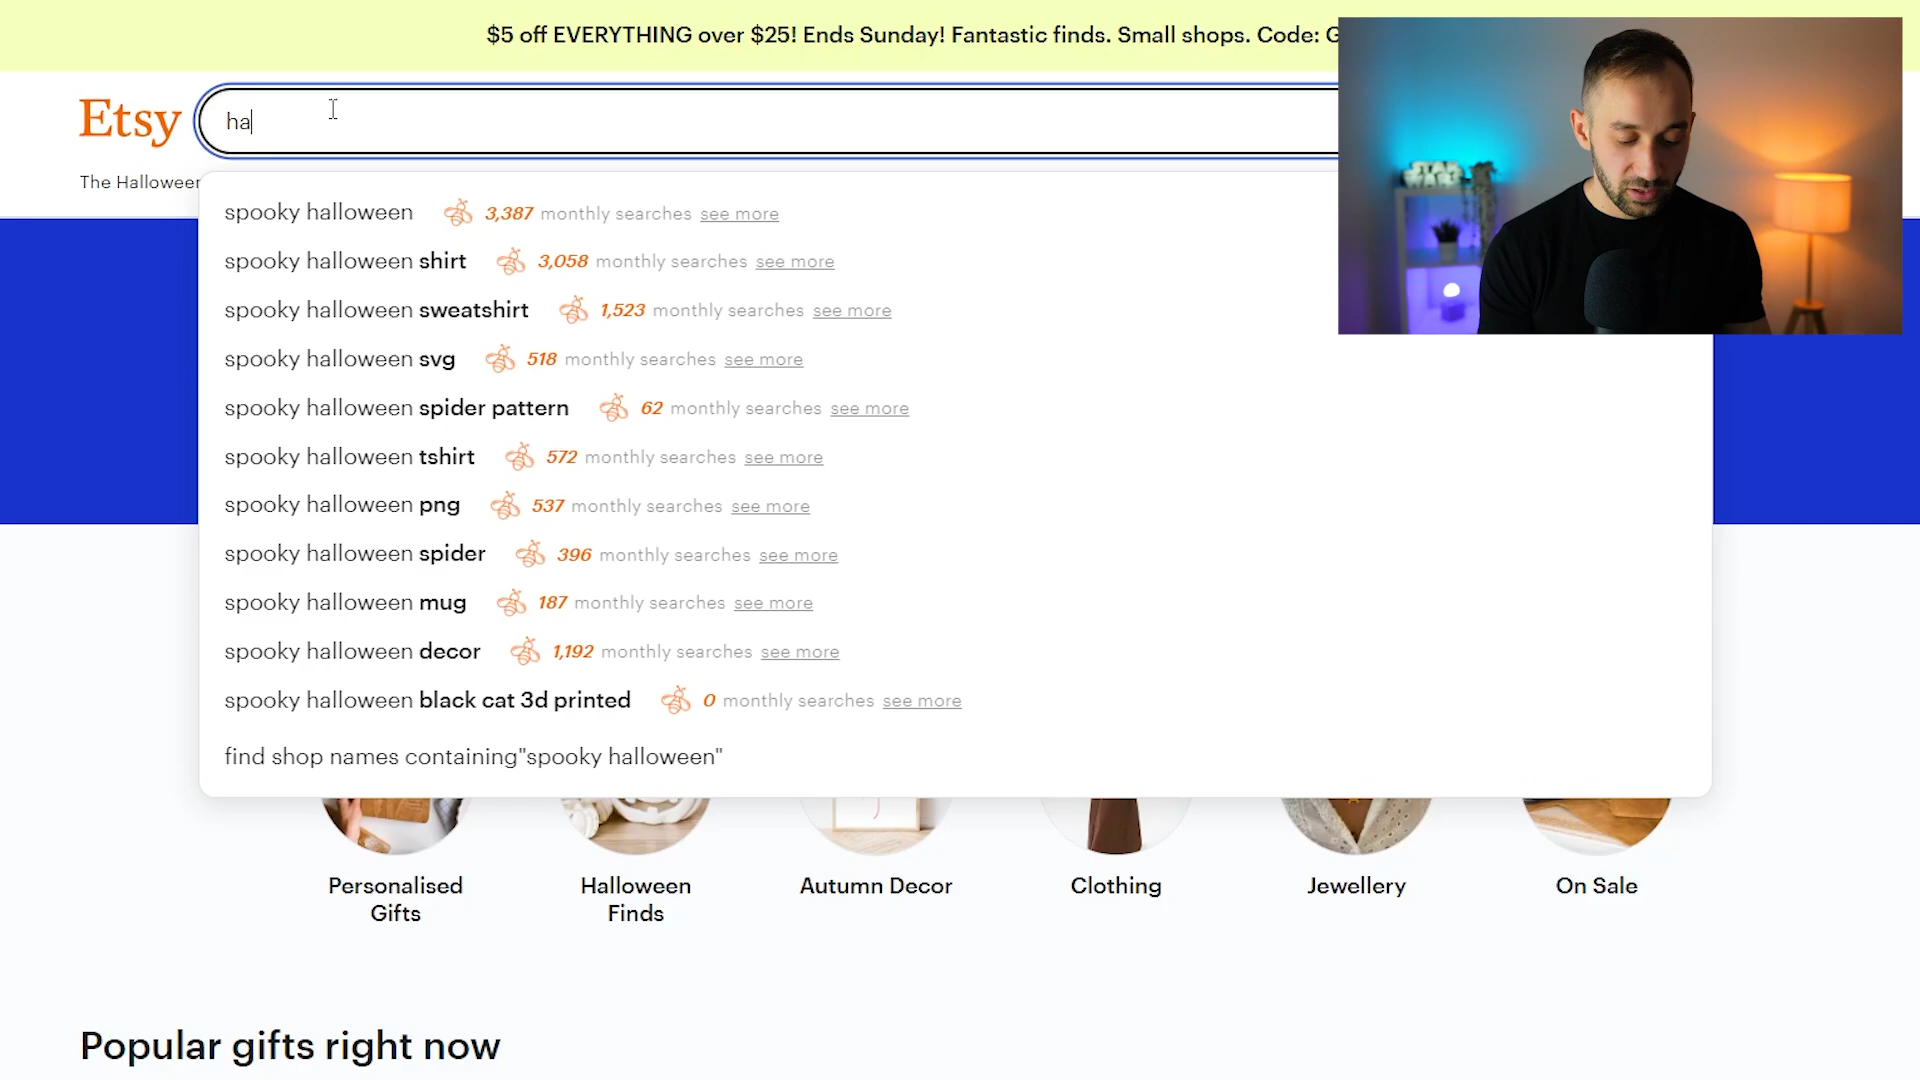 $5 off EVERYTHING over $25! Ends Sunday! Fantastic finds. Small shops. Code: G
Etsy
ha
The Halloween
spooky halloween 3,387 monthly searches see more
spooky halloween shirt 3,058 monthly searches see more
spooky halloween sweatshirt 1,523 monthly searches see more
spooky halloween svg 518 monthly searches see more
spooky halloween spider pattern 62 monthly searches see more
spooky halloween tshirt 572 monthly searches see more
spooky halloween png 537 monthly searches see more
spooky halloween spider 396 monthly searches see more
spooky halloween mug 187 monthly searches see more
spooky halloween decor 1,192 monthly searches see more
spooky halloween black cat 3d printed 0 monthly searches see more
find shop names containing"spooky halloween"
Personalised
Gifts
Halloween
Finds
Autumn Decor
Clothing
Jewellery
On Sale
Popular gifts right now
STAR
WARS